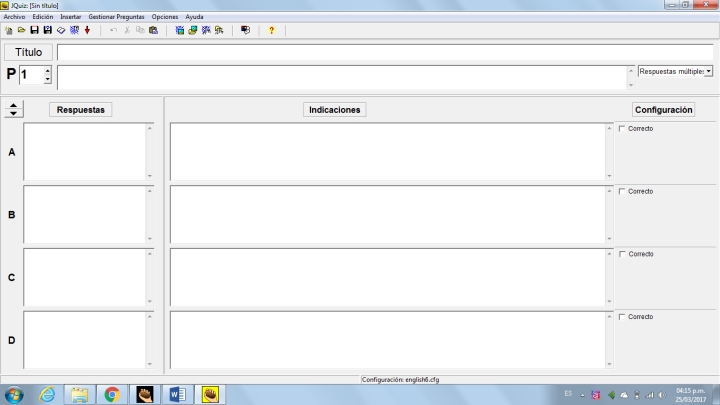 JQuiz: [Sin título]
Archivo Edición Insertar Gestionar Preguntas Opciones Ayuda
Título
P 1 Respuestas múltiples
Respuestas Indicaciones Configuración
A Correcto
B Correcto
C Correcto
D Correcto
Configuración: english6.cfg
ES 04:15 p.m.
25/03/2017